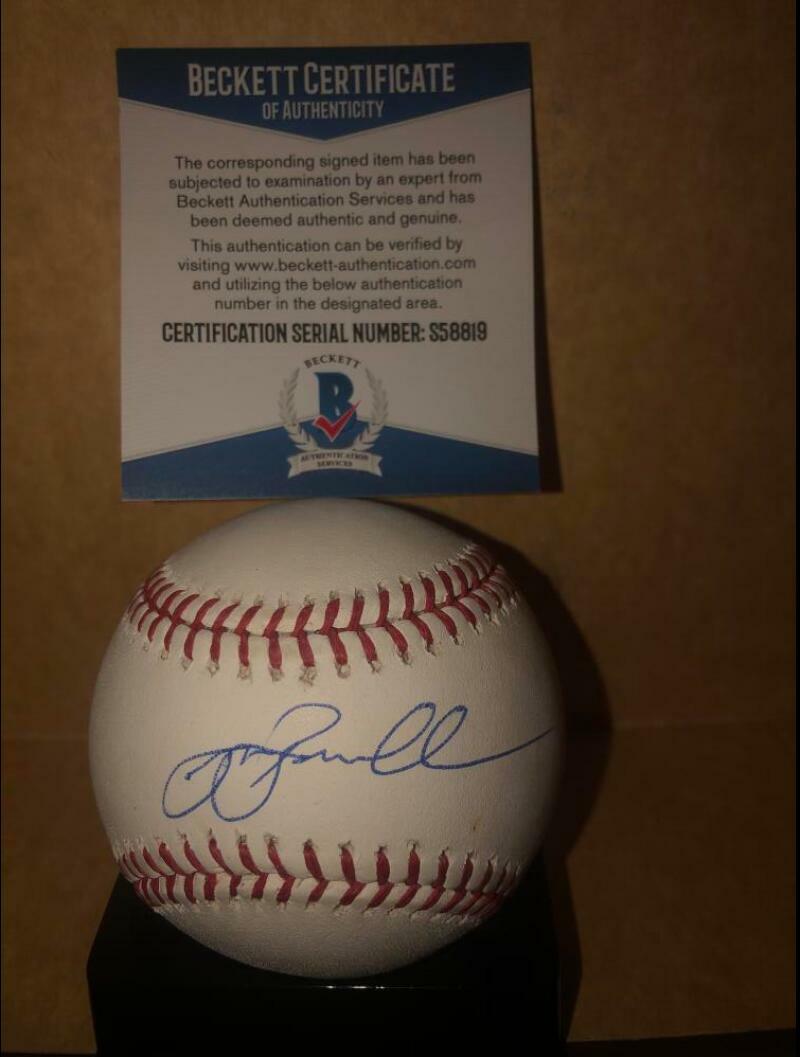 BECKETT CERTIFICATE
OF AUTHENTICITY
The corresponding signed item has been
subjected to examination by an expert from
Beckett Authentication Services and has
been deemed authentic and genuine.
This authentication can be verified by
visiting www.beckett-authentication.com
and utilizing the below authentication
number in the designated area.
CERTIFICATION SERIAL NUMBER: S58819
BECKETT
B
AUTHENTICATION
SERVICES